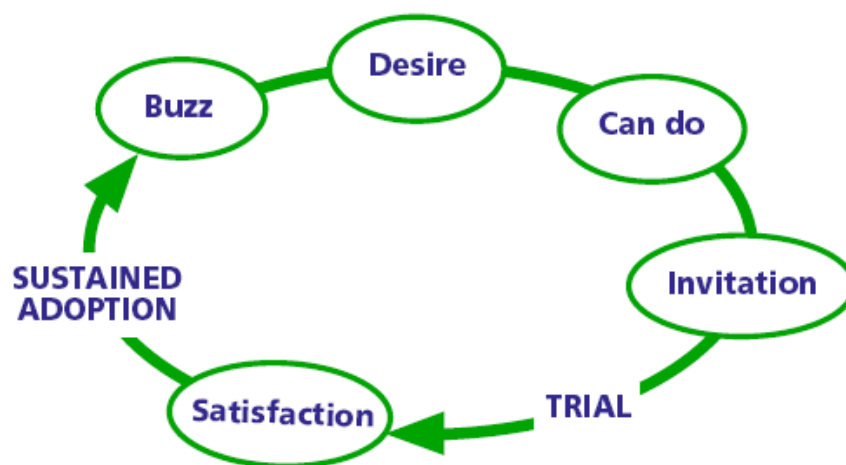 Desire
Buzz
Can do
Invitation
SUSTAINED
ADOPTION
TRIAL
Satisfaction